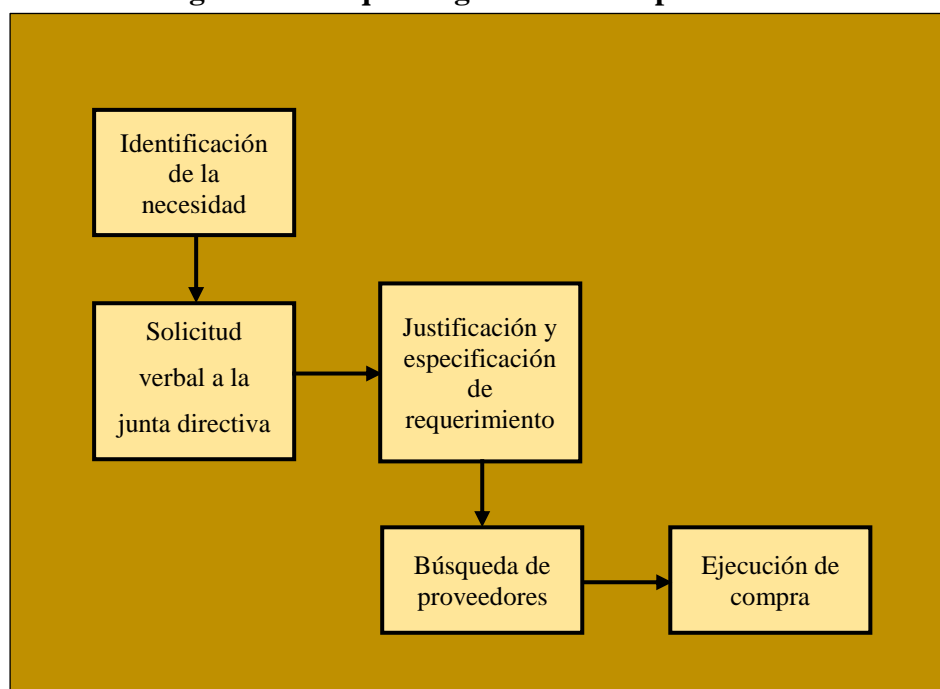 Identificación
de la
necesidad
Solicitud
verbal a la
junta directiva
Justificación y
especificación
de
requerimiento
Búsqueda de
proveedores
Ejecución de
compra